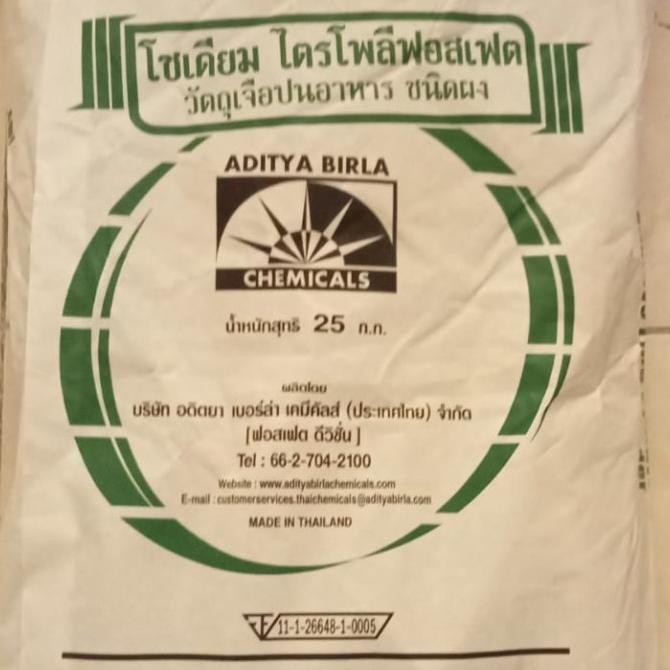 โซเดียม ไตรโพลีฟอสเฟต
วัตถุเจือปนอาหาร ชนิดผง
ADITYA BIRLA
CHEMICALS
น้ำหนักสุทธิ 25 ก.ก.
ผลิตโดย
บริษัท อดิตยา เบอร์ล่า เคมีคัลส์ (ประเทศไทย) จำกัด
[ฟอสเฟต ดีวิชั่น]
Tel : 66-2-704-2100
Website : www.adityabirlachemicals.com
E-mail : customerservices.thaichemicals@adityabirla.com
MADE IN THAILAND
11-1-26648-1-0005